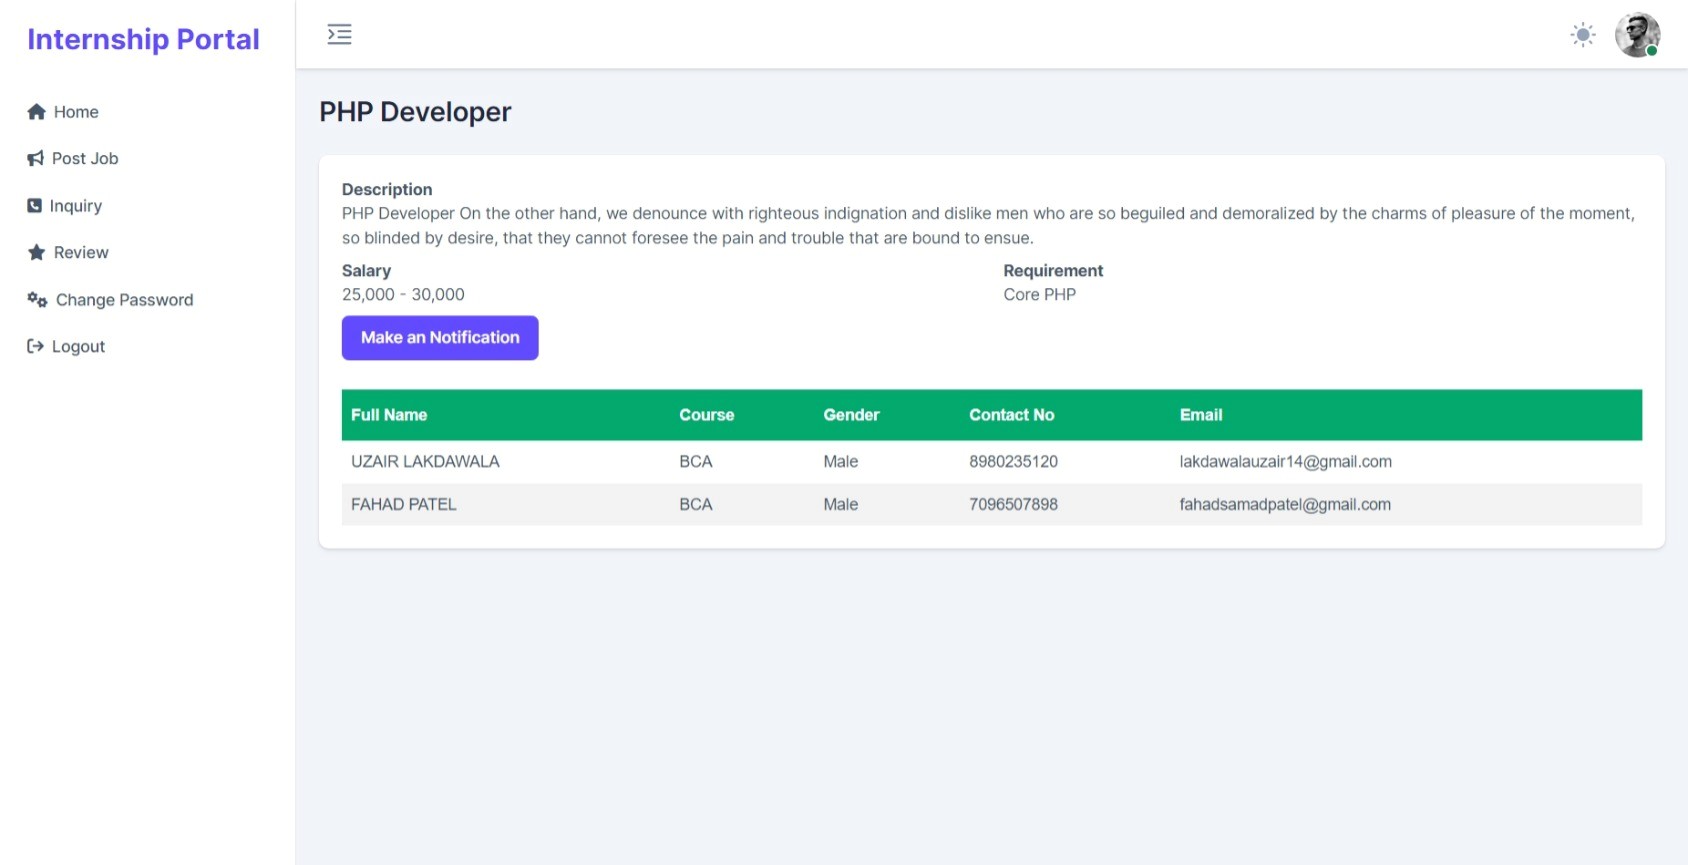 Internship Portal
Home
Post Job
Inquiry
Review
Change Password
Logout
PHP Developer
Description
PHP Developer On the other hand, we denounce with righteous indignation and dislike men who are so beguiled and demoralized by the charms of pleasure of the moment,
so blinded by desire, that they cannot foresee the pain and trouble that are bound to ensue.
Salary Requirement
25,000 - 30,000 Core PHP
Make an Notification
Full Name Course Gender Contact No Email
UZAIR LAKDAWALA BCA Male 8980235120 lakdawalauzair14@gmail.com
FAHAD PATEL BCA Male 7096507898 fahadsamadpatel@gmail.com